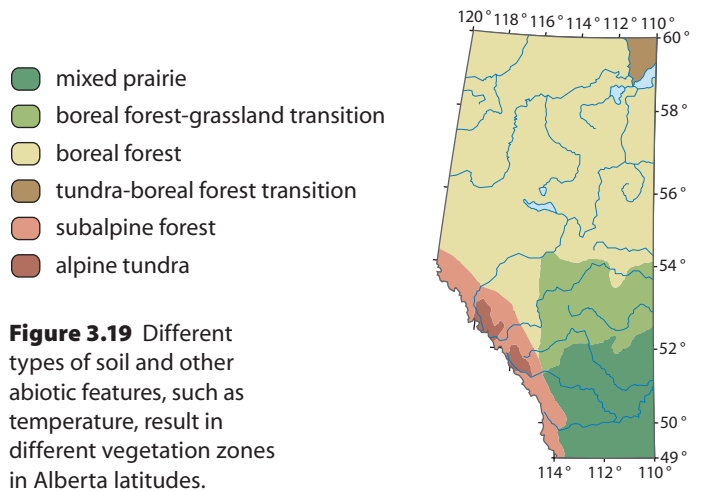 120° 118° 116° 114° 112° 110°
60°
mixed prairie
boreal forest-grassland transition
58°
boreal forest
tundra-boreal forest transition
56°
subalpine forest
alpine tundra
54°
Figure 3.19 Different
types of soil and other
abiotic features, such as
52°
temperature, result in
different vegetation zones
50°
in Alberta latitudes.
49°
114° 112° 110°